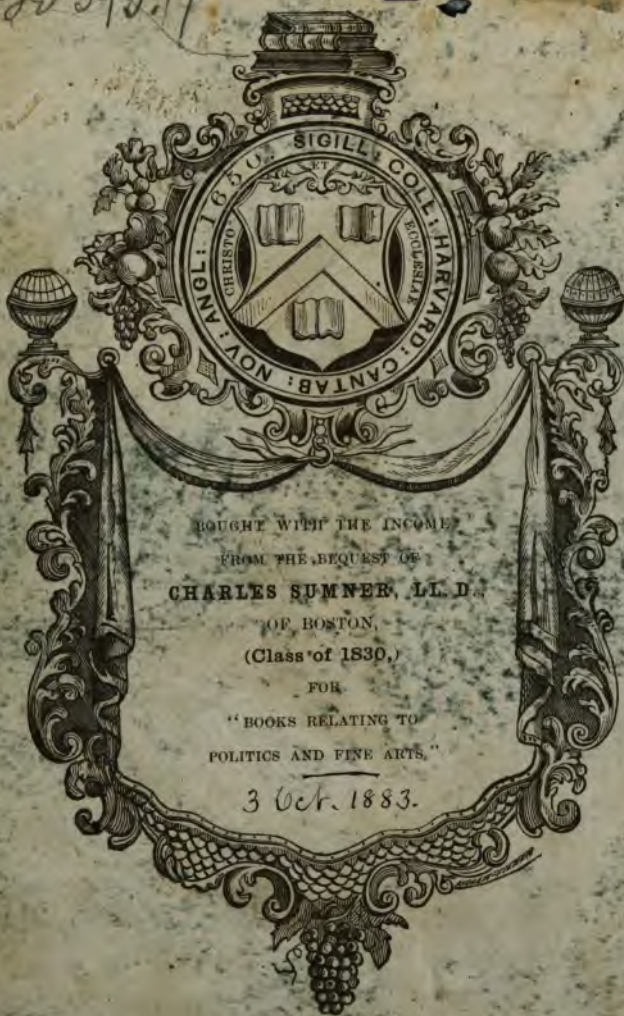 SIGILL: COLL: HARVARD: CANTAB: NOV: ANGL: 1650:
CHRISTO
ET
ECCLESIAE
BOUGHT WITH THE INCOME
FROM THE BEQUEST OF
CHARLES SUMNER, LL.D.,
OF BOSTON,
(Class of 1830,)
FOR
"BOOKS RELATING TO
POLITICS AND FINE ARTS."
3 Oct. 1883.